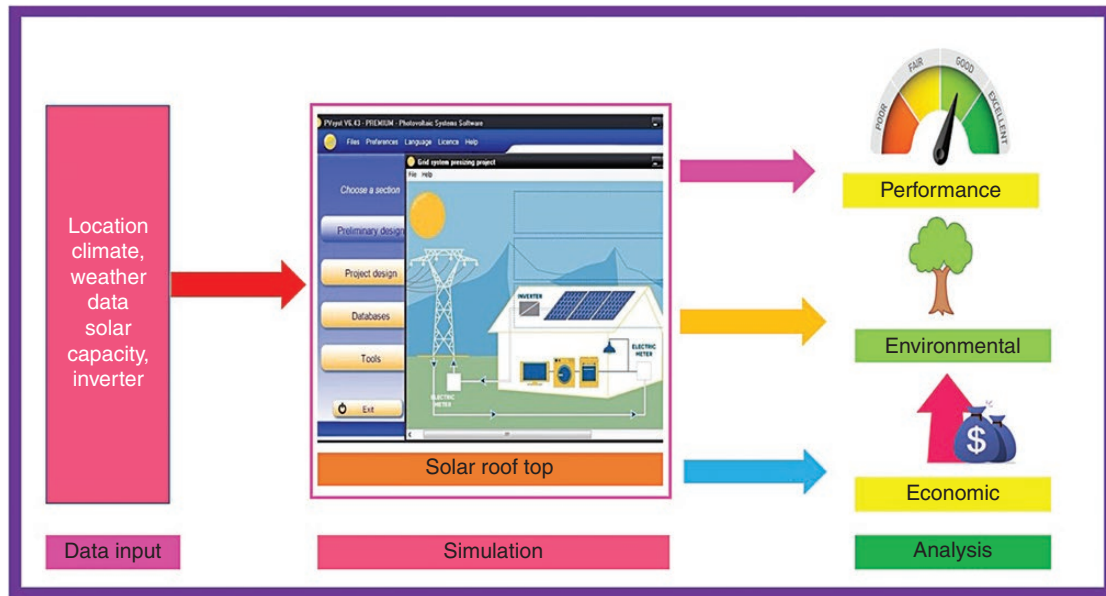 Location
climate,
weather
data
solar
capacity,
inverter
Data input
PVsyst V6.43 - PREMIUM - Photovoltaic Systems Software
Files Preferences Language Licence Help
Grid system presizing project
File Help
Choose a section
Preliminary design
Project design
Databases
Tools
Exit
INVERTER
ELECTRIC
METER
ELECTRIC
METER
Solar roof top
Simulation
POOR
FAIR
GOOD
EXCELLENT
Performance
Environmental
$
Economic
Analysis